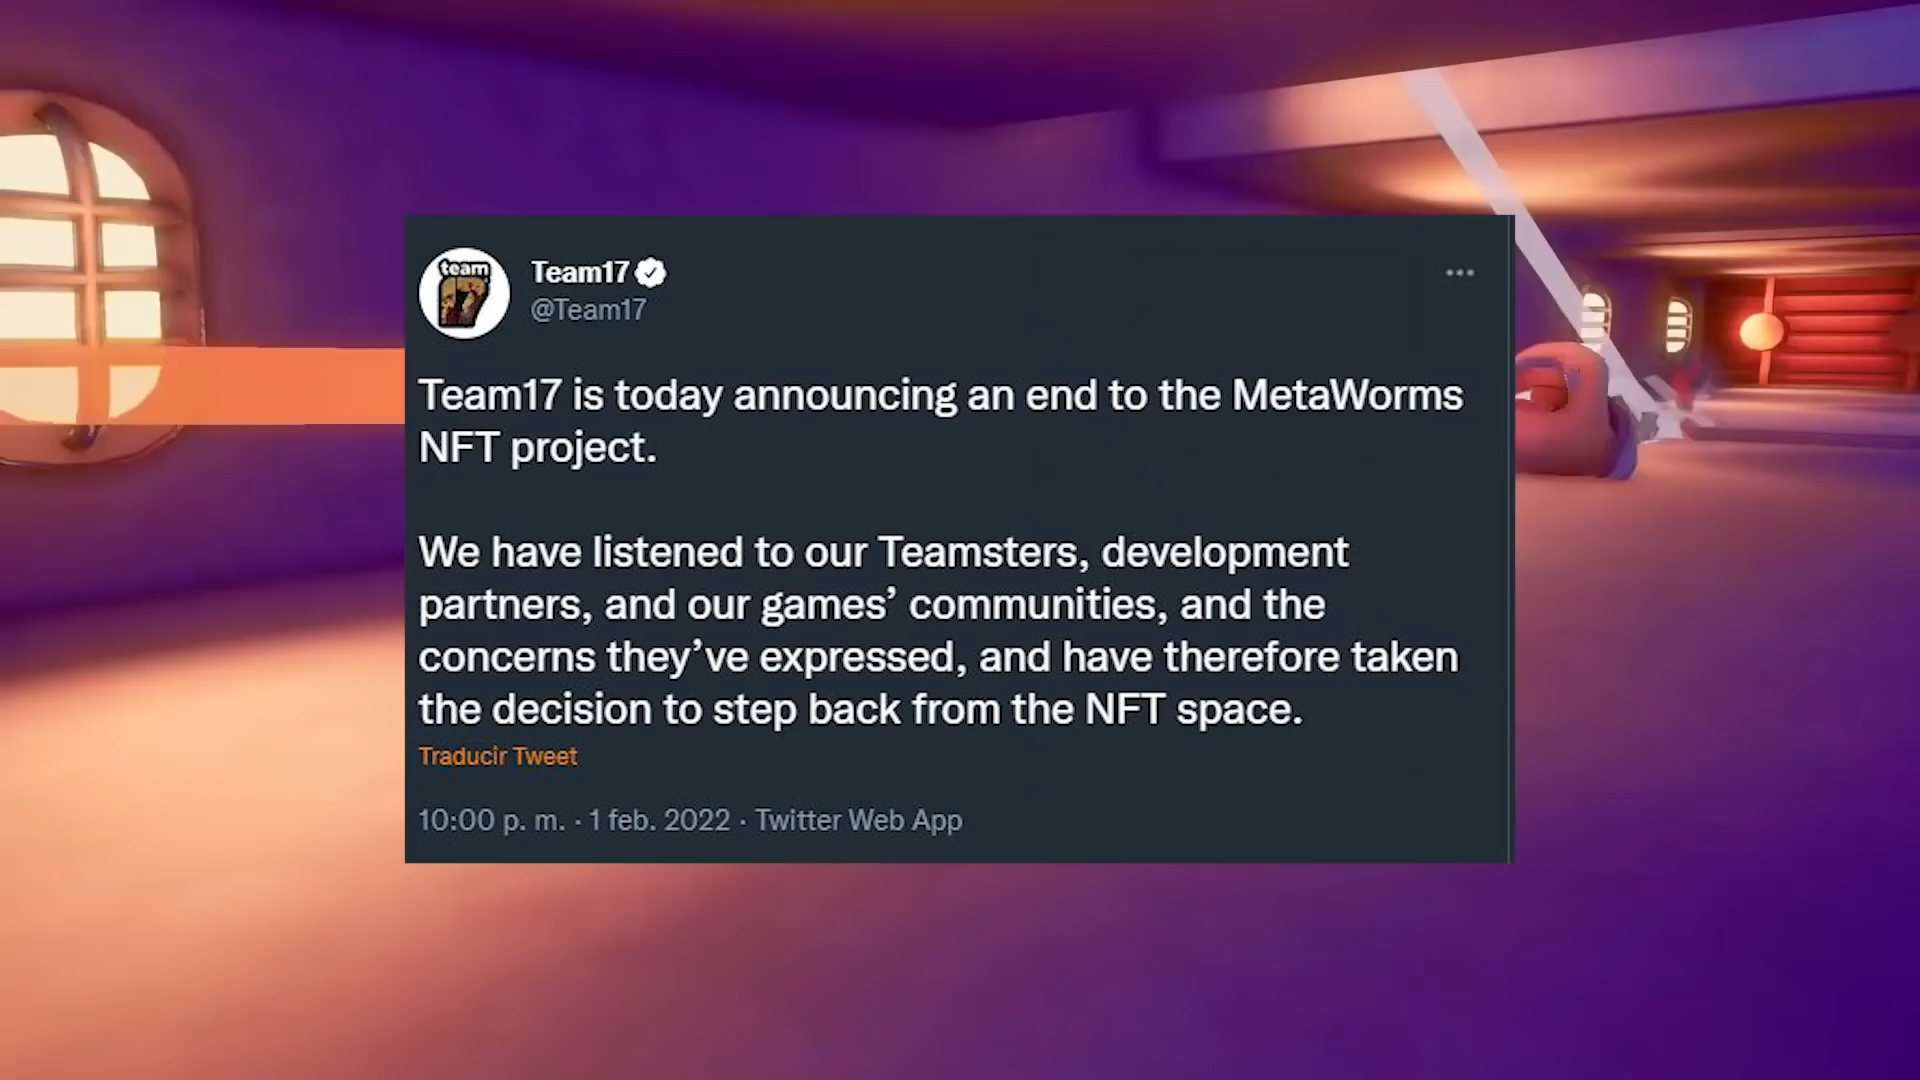 team
17
Team17
@Team17
Team17 is today announcing an end to the MetaWorms
NFT project.
We have listened to our Teamsters, development
partners, and our games’ communities, and the
concerns they’ve expressed, and have therefore taken
the decision to step back from the NFT space.
Traducir Tweet
10:00 p. m. · 1 feb. 2022 · Twitter Web App